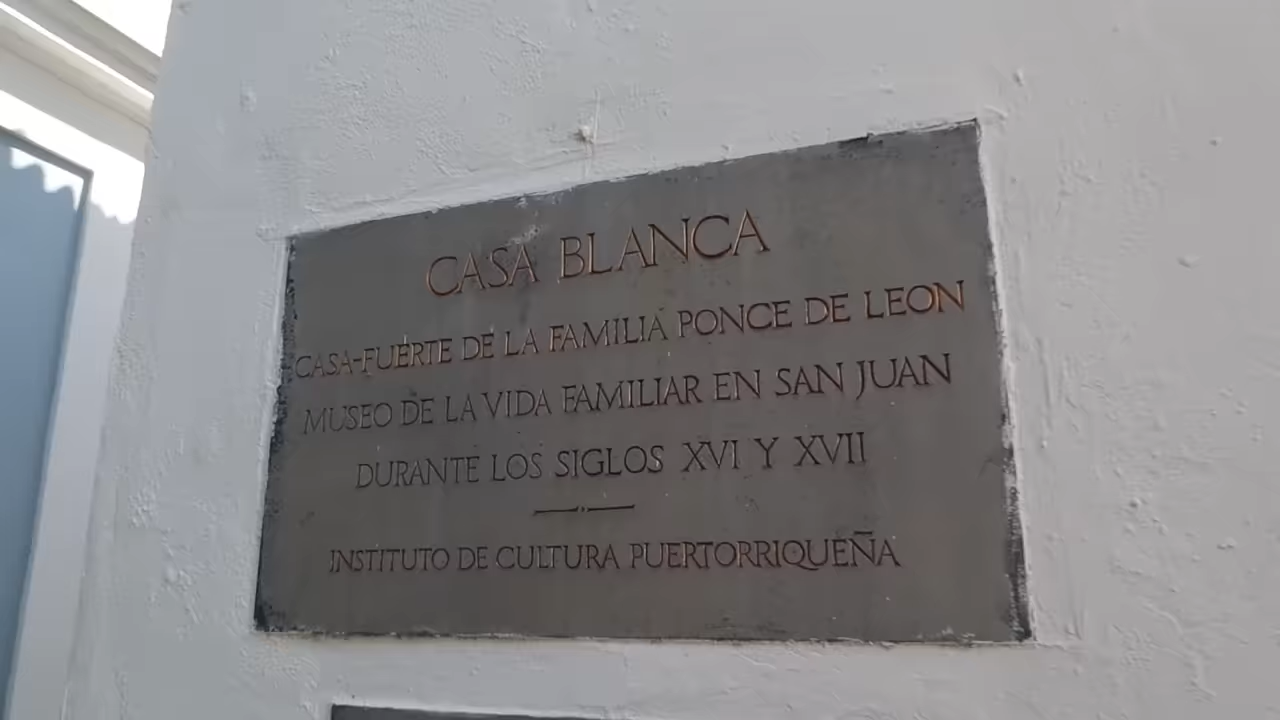 CASA BLANCA
CASA-FUERTE DE LA FAMILIA PONCE DE LEON
MUSEO DE LA VIDA FAMILIAR EN SAN JUAN
DURANTE LOS SIGLOS XVI Y XVII
INSTITUTO DE CULTURA PUERTORRIQUEÑA